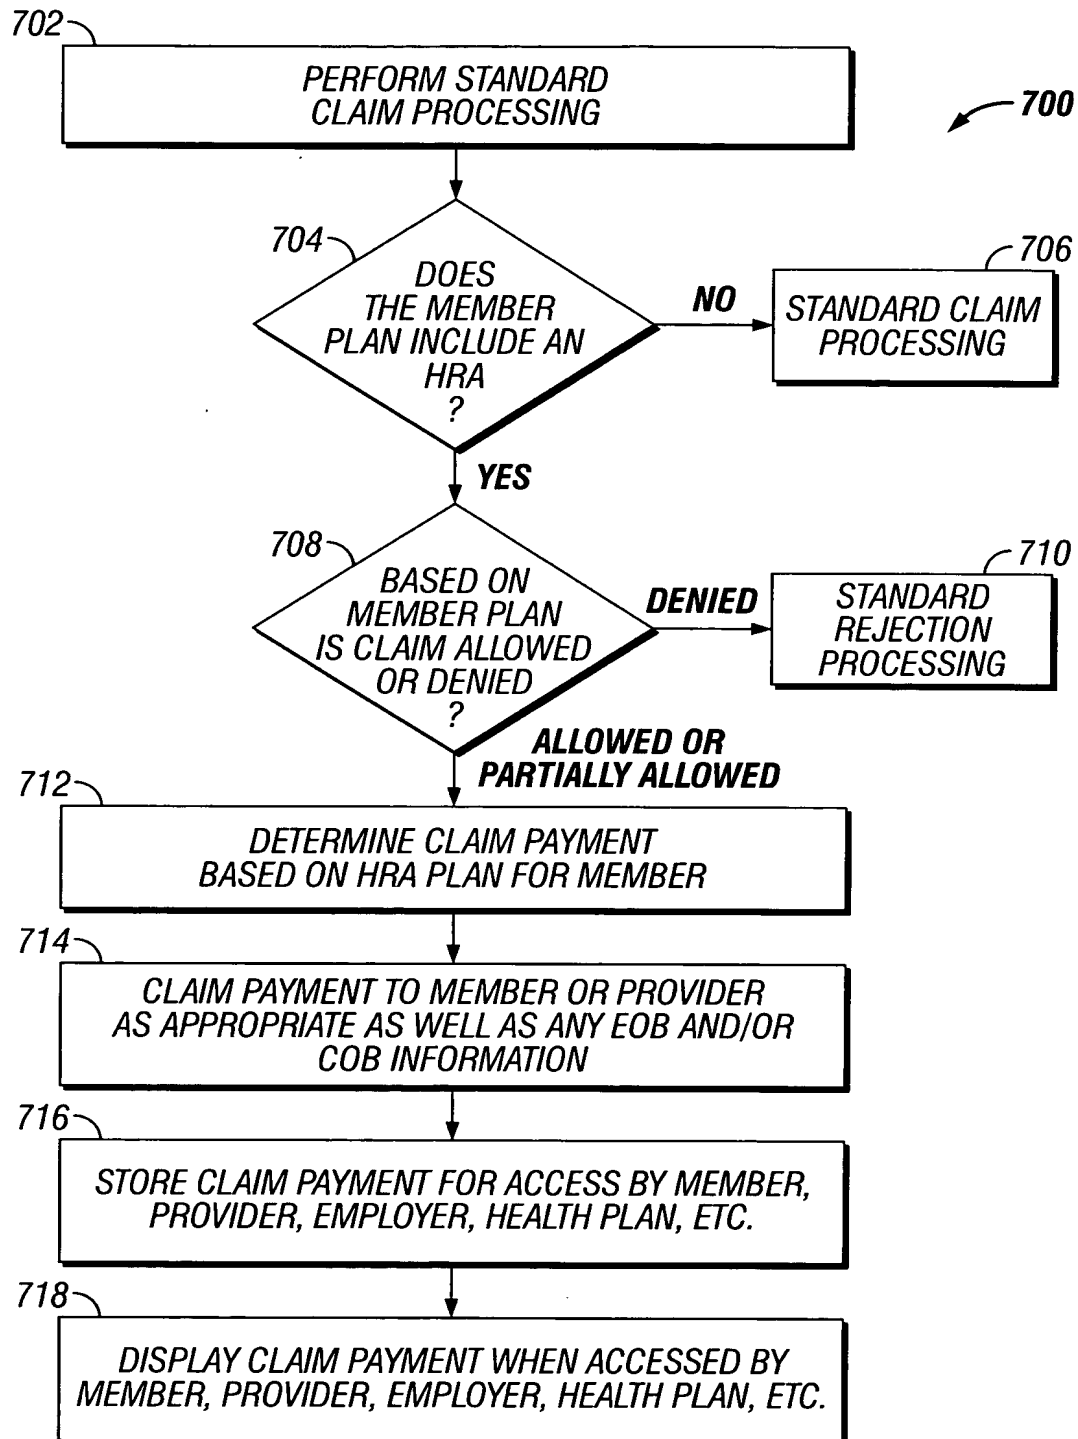 702
PERFORM STANDARD
CLAIM PROCESSING
700
704
DOES
THE MEMBER
PLAN INCLUDE AN
HRA
?
NO
706
STANDARD CLAIM
PROCESSING
YES
708
BASED ON
MEMBER PLAN
IS CLAIM ALLOWED
OR DENIED
?
DENIED
710
STANDARD
REJECTION
PROCESSING
ALLOWED OR
PARTIALLY ALLOWED
712
DETERMINE CLAIM PAYMENT
BASED ON HRA PLAN FOR MEMBER
714
CLAIM PAYMENT TO MEMBER OR PROVIDER
AS APPROPRIATE AS WELL AS ANY EOB AND/OR
COB INFORMATION
716
STORE CLAIM PAYMENT FOR ACCESS BY MEMBER,
PROVIDER, EMPLOYER, HEALTH PLAN, ETC.
718
DISPLAY CLAIM PAYMENT WHEN ACCESSED BY
MEMBER, PROVIDER, EMPLOYER, HEALTH PLAN, ETC.